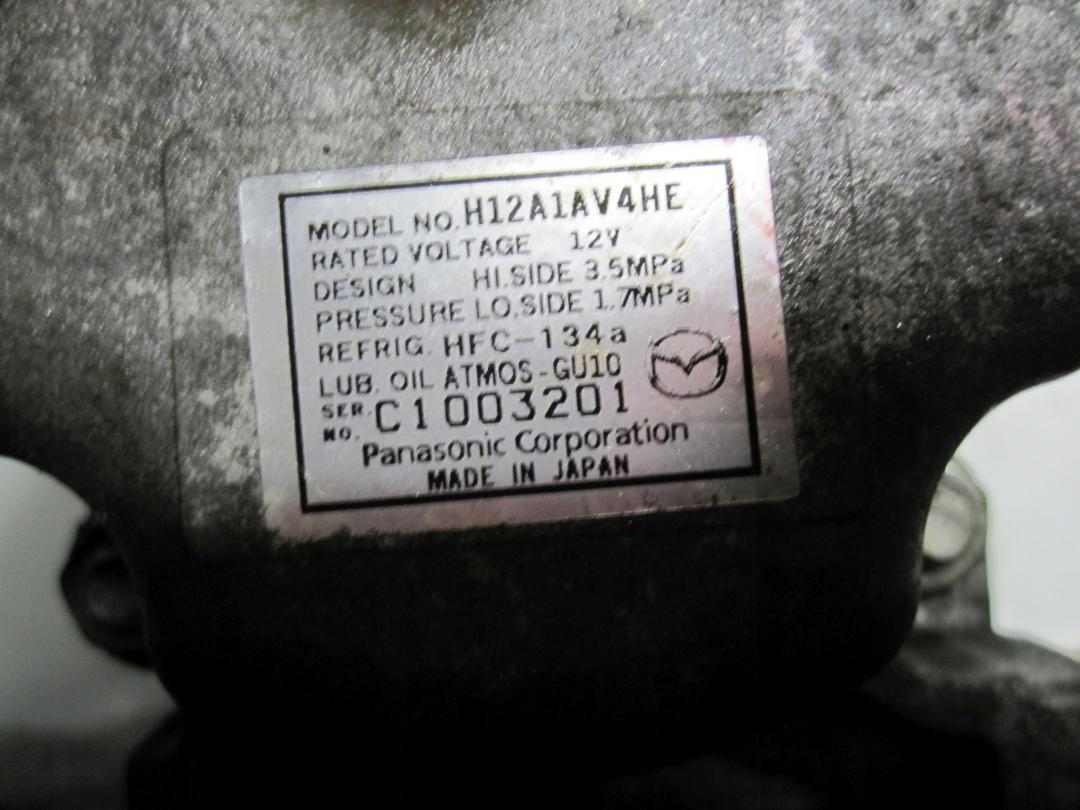 MODEL NO. H12A1AV4HE
RATED VOLTAGE 12V
DESIGN HI.SIDE 3.5MPa
PRESSURE LO.SIDE 1.7MPa
REFRIG. HFC-134a
LUB. OIL ATMOS-GU10
SER. NO. C1003201
Panasonic Corporation
MADE IN JAPAN